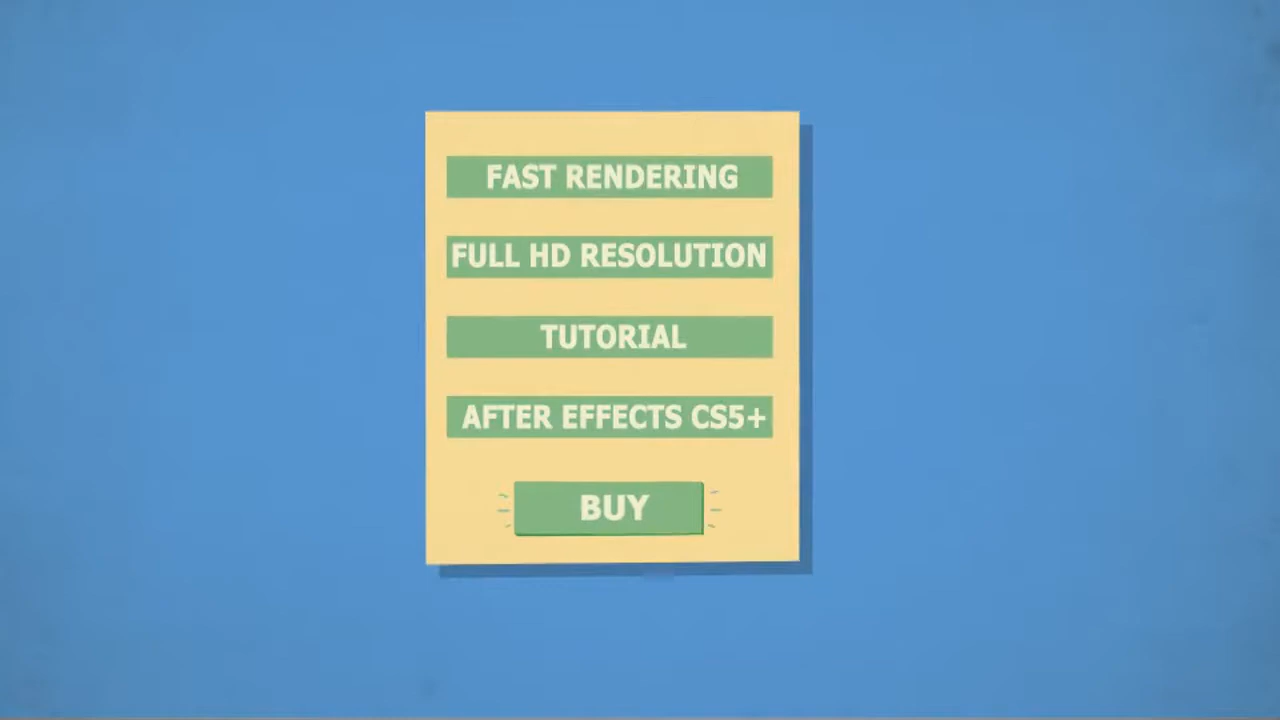 FAST RENDERING
FULL HD RESOLUTION
TUTORIAL
AFTER EFFECTS CS5+
BUY